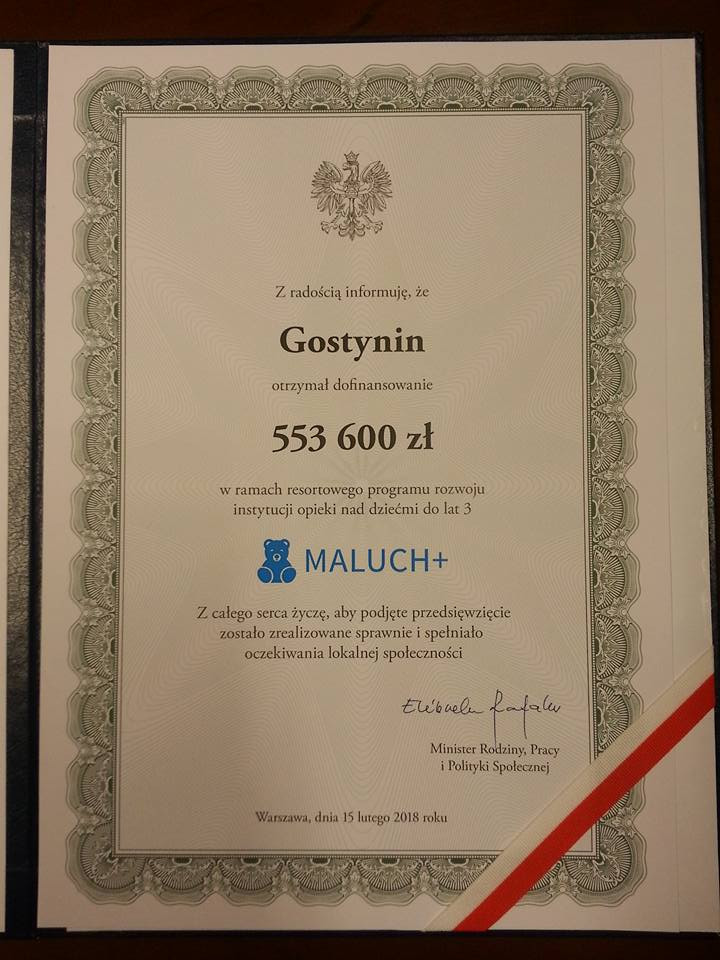 Z radością informuję, że
Gostynin
otrzymał dofinansowanie
553 600 zł
w ramach resortowego programu rozwoju
instytucji opieki nad dziećmi do lat 3
MALUCH+
Z całego serca życzę, aby podjęte przedsięwzięcie
zostało zrealizowane sprawnie i spełniało
oczekiwania lokalnej społeczności
Elżbieta Rafalska
Minister Rodziny, Pracy
i Polityki Społecznej
Warszawa, dnia 15 lutego 2018 roku